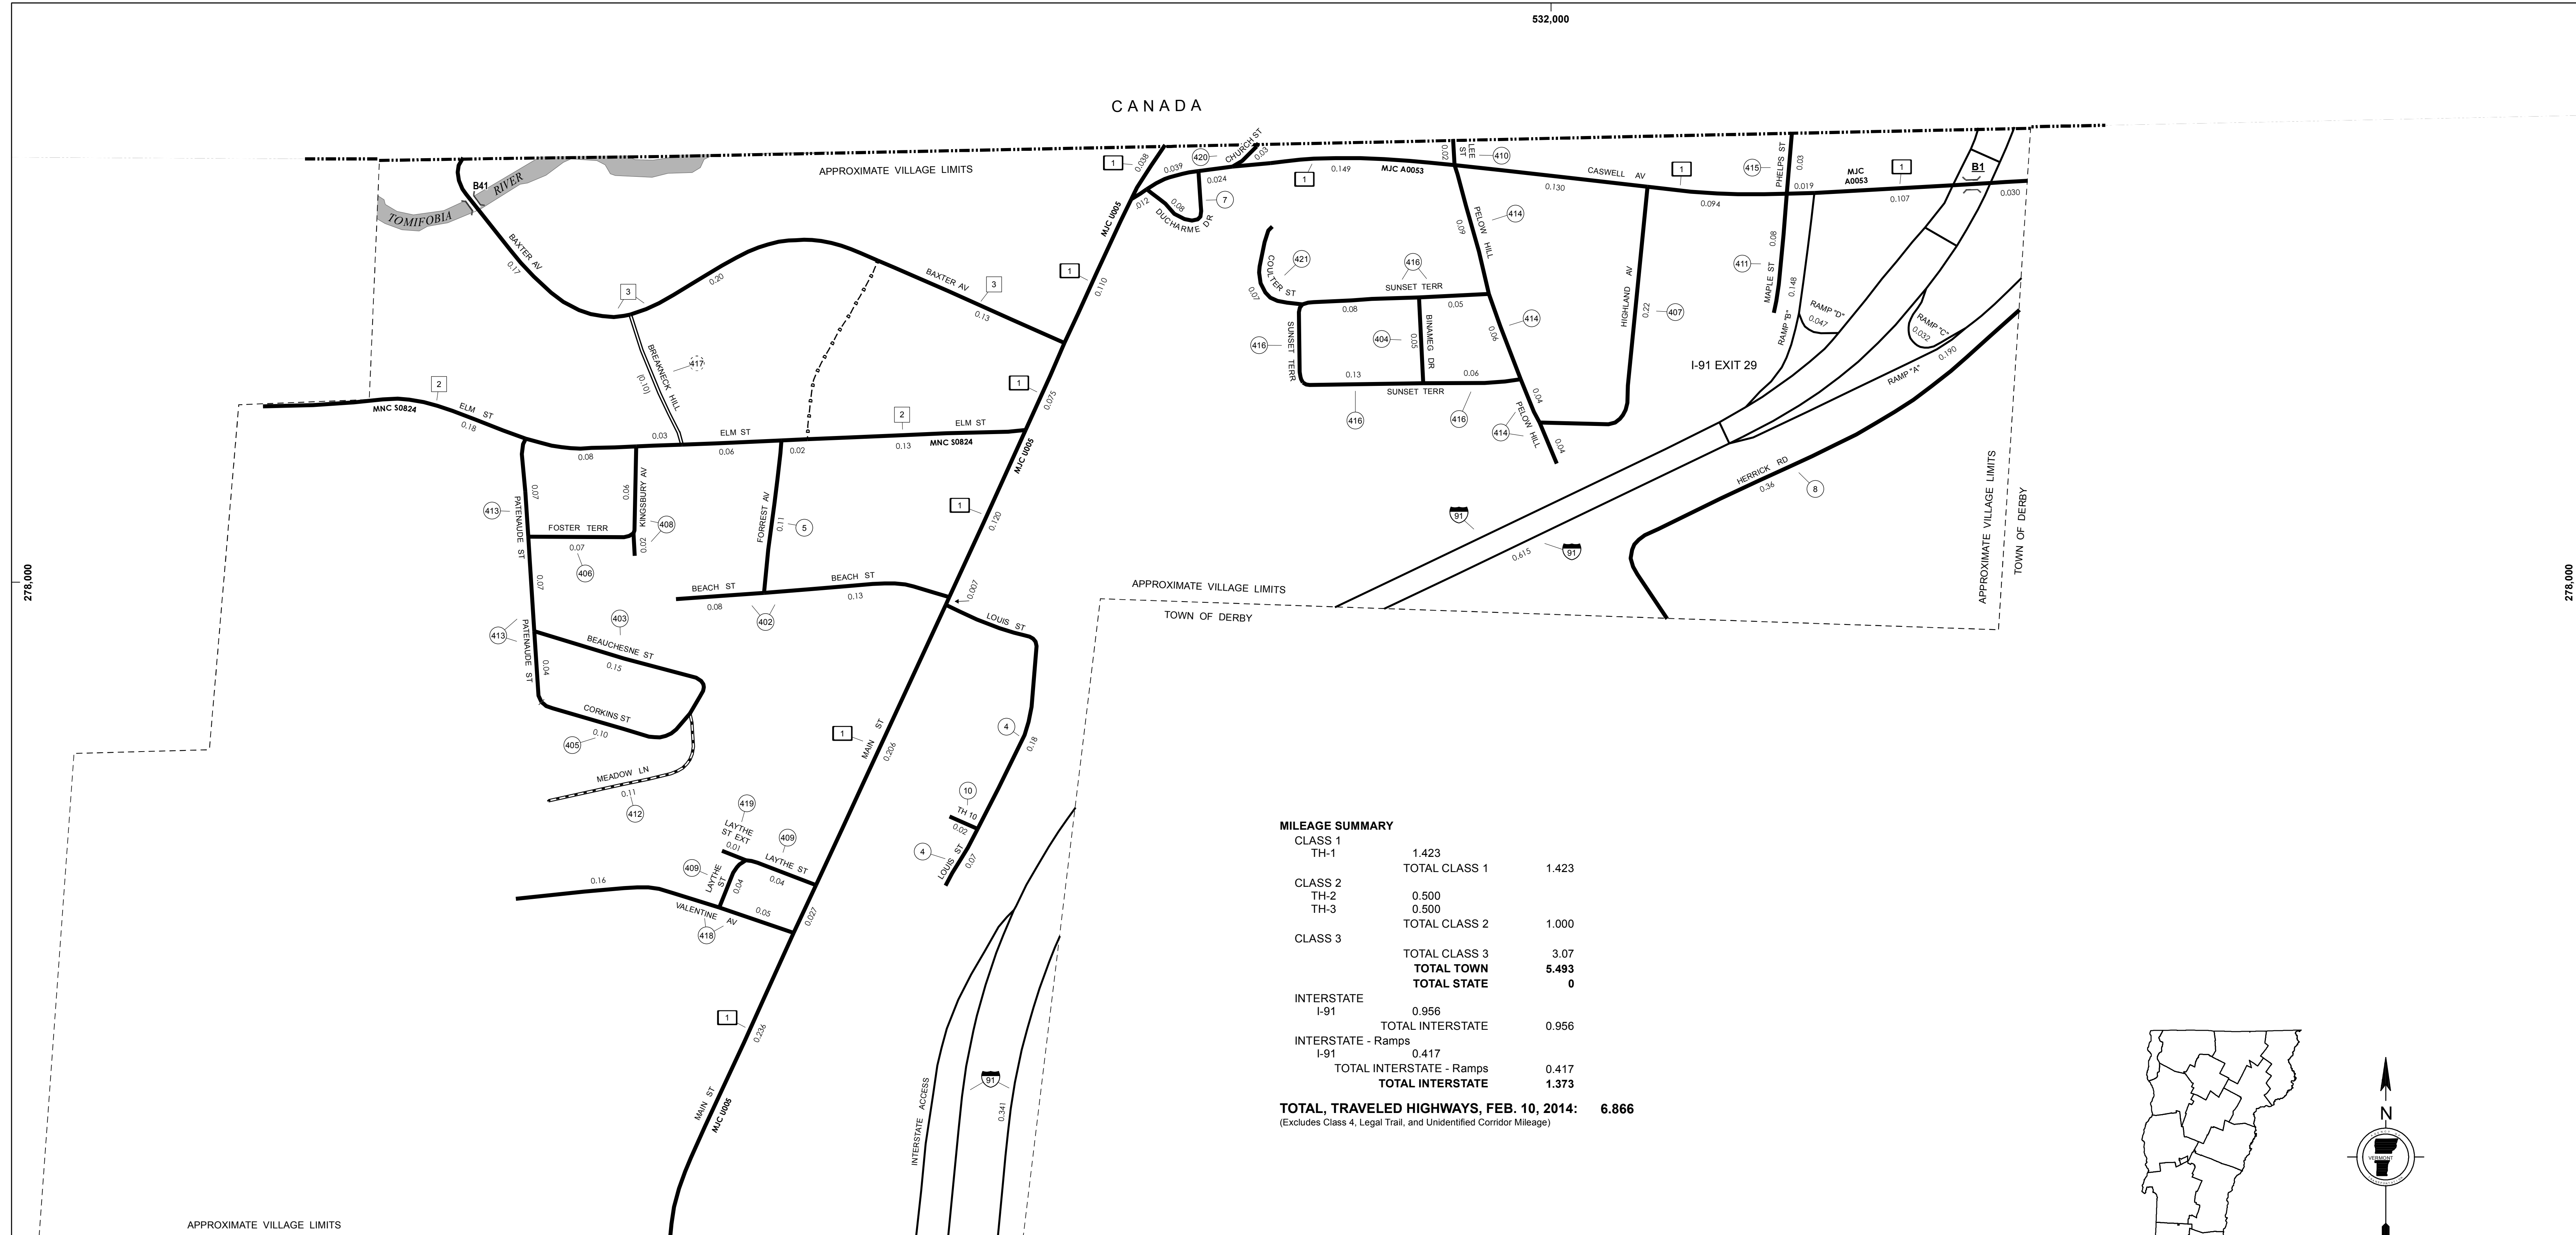 532,000
CANADA
APPROXIMATE VILLAGE LIMITS
278,000
278,000
TOMIFOBIA RIVER
B41
BAXTER AV
0.17
3
0.20
BAXTER AV
3
0.13
BREAKNECK HILL
(0.10)
417
2
MNC S0824
ELM ST
0.18
0.08
0.03
ELM ST
0.06
0.02
2
0.13
MNC S0824
ELM ST
413
PATENAUDE ST
0.07
FOSTER TERR
0.07
406
KINGSBURY AV
0.06
408
0.02
FORREST AV
0.11
5
BEACH ST
0.08
402
BEACH ST
0.13
0.07
413
PATENAUDE ST
0.04
403
BEAUCHESNE ST
0.15
CORKINS ST
0.10
405
MEADOW LN
0.11
412
419
LAYTHE
ST EXT
0.01
409
LAYTHE ST
0.04
409
LAYTHE
ST
0.04
0.16
VALENTINE AV
0.05
418
0.027
1
0.236
MAIN ST
MJC U005
1
MAIN ST
0.206
0.007
LOUIS ST
4
0.18
10
TH 10
0.02
4
LOUIS ST
0.07
1
0.120
MJC U005
1
0.075
1
0.110
MJC U005
1
0.038
0.039
.012
0.08
DUCHARME DR
7
0.024
420
CHURCH ST
0.03
1
0.149
MJC A0053
0.02
LEE
ST
410
0.130
CASWELL AV
1
0.094
415
PHELPS ST
0.03
0.019
MJC
A0053
1
0.107
B1
0.030
PELOW HILL
0.09
414
421
COULTER ST
0.07
416
SUNSET TERR
0.08
0.05
416
SUNSET TERR
404
BINAMEG DR
0.05
0.13
416
0.06
SUNSET TERR
416
0.06
414
0.04
PELOW HILL
414
0.04
HIGHLAND AV
0.22
407
411
MAPLE ST
0.08
0.148
RAMP "B"
RAMP "D"
0.047
RAMP "C"
0.032
0.190
RAMP "A"
I-91 EXIT 29
HERRICK RD
0.36
8
91
0.615
91
APPROXIMATE VILLAGE LIMITS
TOWN OF DERBY
APPROXIMATE VILLAGE LIMITS
TOWN OF DERBY
INTERSTATE ACCESS
91
0.341
APPROXIMATE VILLAGE LIMITS
MILEAGE SUMMARY
CLASS 1
TH-1 1.423
TOTAL CLASS 1 1.423
CLASS 2
TH-2 0.500
TH-3 0.500
TOTAL CLASS 2 1.000
CLASS 3
TOTAL CLASS 3 3.07
TOTAL TOWN 5.493
TOTAL STATE 0
INTERSTATE
I-91 0.956
TOTAL INTERSTATE 0.956
INTERSTATE - Ramps
I-91 0.417
TOTAL INTERSTATE - Ramps 0.417
TOTAL INTERSTATE 1.373
TOTAL, TRAVELED HIGHWAYS, FEB. 10, 2014: 6.866
(Excludes Class 4, Legal Trail, and Unidentified Corridor Mileage)
N
VERMONT